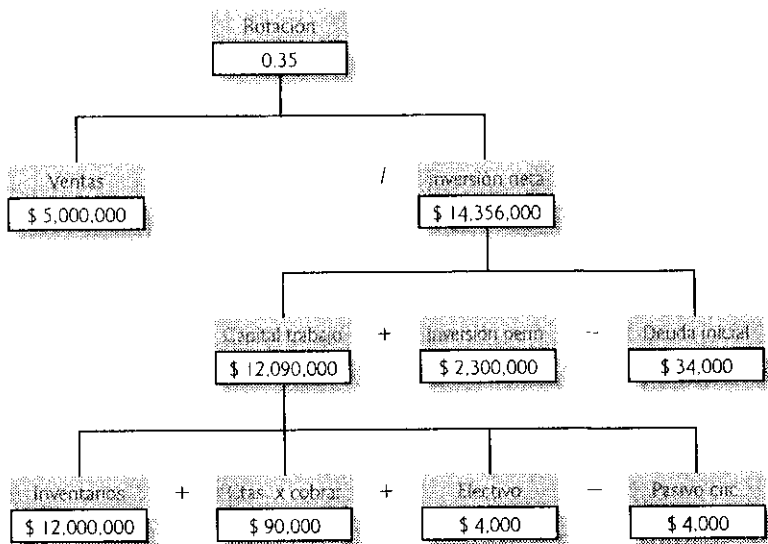 Rotación
0.35
Ventas / Inversión neta
$ 5,000,000 $ 14,356,000
Capital trabajo + Inversión perm – Deuda inicial
$ 12,090,000 $ 2,300,000 $ 34,000
Inventarios + Ctas. x cobrar + Efectivo – Pasivo circ.
$ 12,000,000 $ 90,000 $ 4,000 $ 4,000